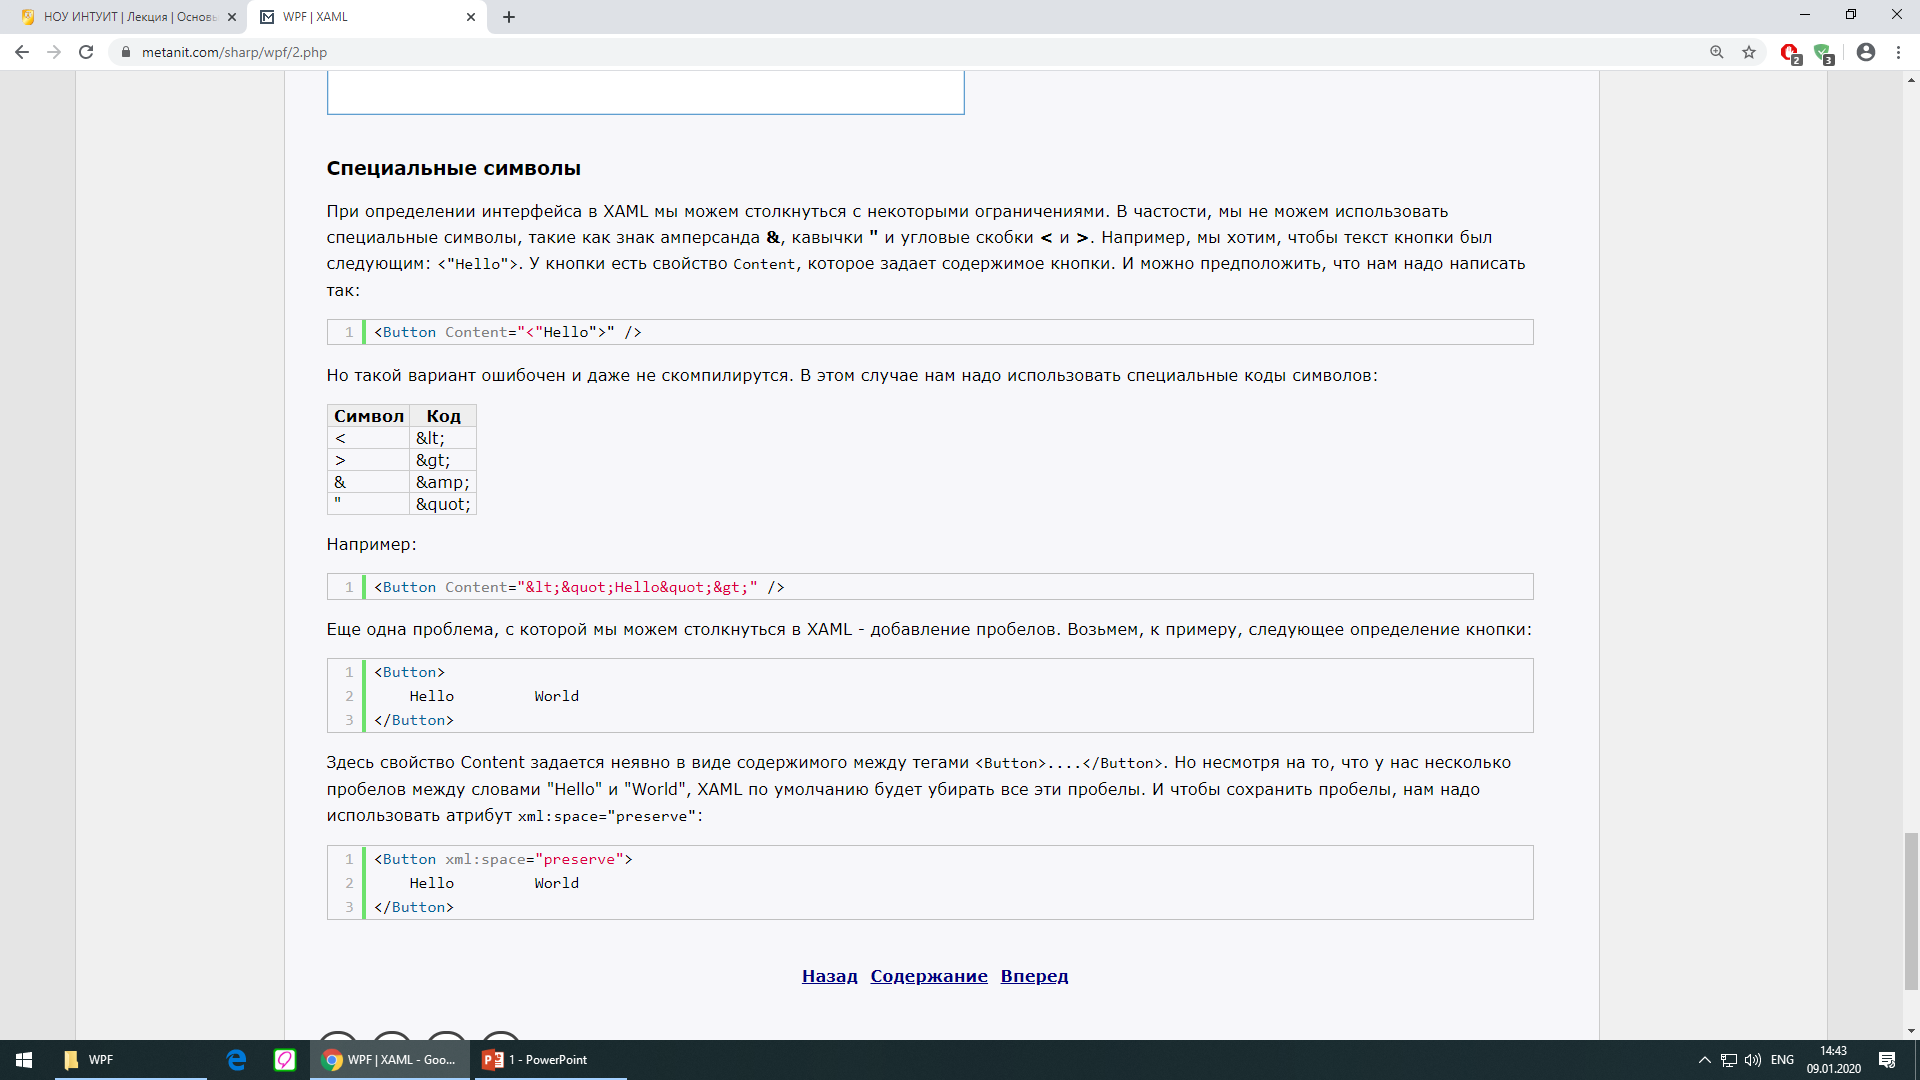 НОУ ИНТУИТ | Лекция | Основы
WPF | XAML
metanit.com/sharp/wpf/2.php
2
3
Специальные символы
При определении интерфейса в XAML мы можем столкнуться с некоторыми ограничениями. В частости, мы не можем использовать
специальные символы, такие как знак амперсанда &, кавычки " и угловые скобки < и >. Например, мы хотим, чтобы текст кнопки был
следующим: <"Hello">. У кнопки есть свойство Content, которое задает содержимое кнопки. И можно предположить, что нам надо написать
так:
1 <Button Content="<"Hello">" />
Но такой вариант ошибочен и даже не скомпилирутся. В этом случае нам надо использовать специальные коды символов:
Символ Код
< &lt;
> &gt;
& &amp;
" &quot;
Например:
1 <Button Content="&lt;&quot;Hello&quot;&gt;" />
Еще одна проблема, с которой мы можем столкнуться в XAML - добавление пробелов. Возьмем, к примеру, следующее определение кнопки:
1 <Button>
2     Hello         World
3 </Button>
Здесь свойство Content задается неявно в виде содержимого между тегами <Button>....</Button>. Но несмотря на то, что у нас несколько
пробелов между словами "Hello" и "World", XAML по умолчанию будет убирать все эти пробелы. И чтобы сохранить пробелы, нам надо
использовать атрибут xml:space="preserve":
1 <Button xml:space="preserve">
2     Hello         World
3 </Button>
Назад Содержание Вперед
WPF
WPF | XAML - Goo...
1 - PowerPoint
ENG
14:43
09.01.2020